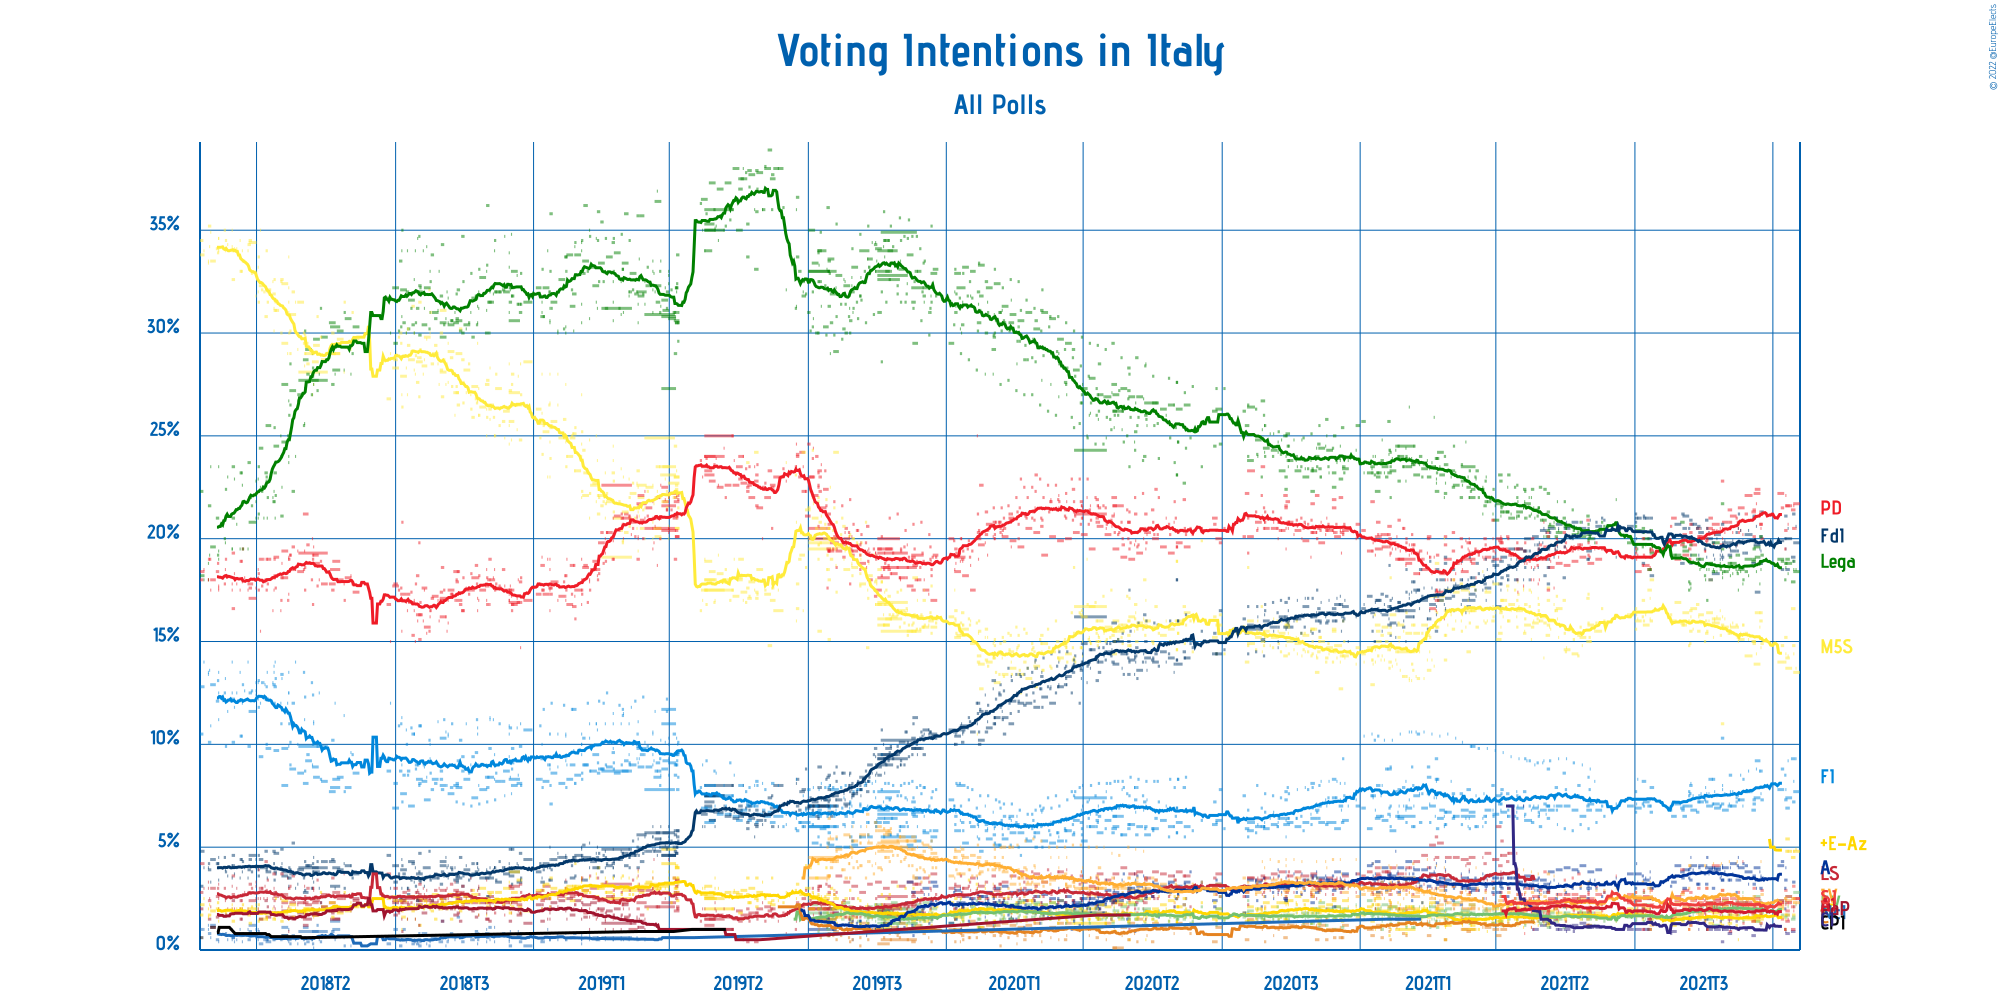 Voting Intentions in Italy
All Polls
© 2022 @EuropeElects
35%
30%
25%
20%
15%
10%
5%
0%
PD
FdI
Lega
M5S
FI
+E-Az
A
LS
EPI
2018T2
2018T3
2019T1
2019T2
2019T3
2020T1
2020T2
2020T3
2021T1
2021T2
2021T3